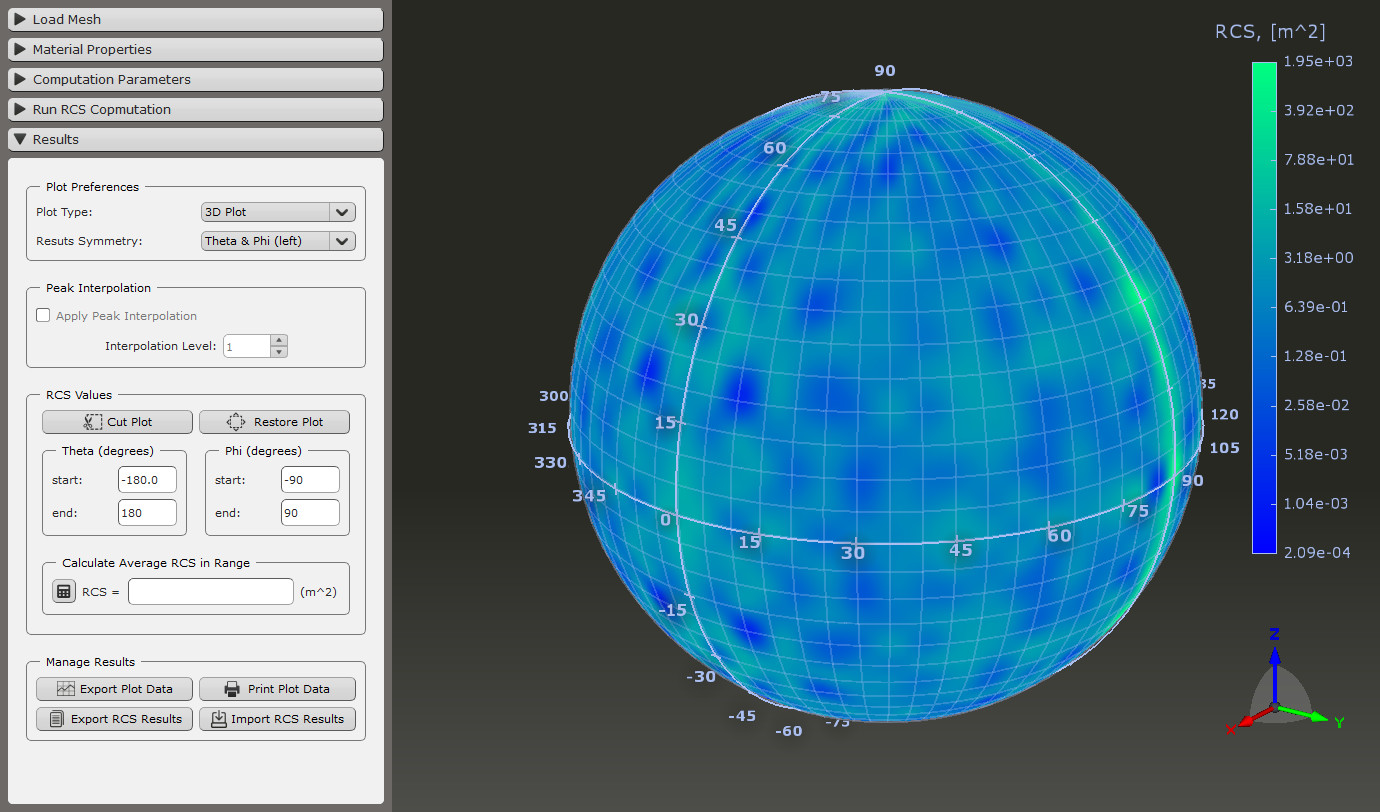 Load Mesh
Material Properties
Computation Parameters
Run RCS Copmutation
Results
Plot Preferences
Plot Type: 3D Plot
Resuts Symmetry: Theta & Phi (left)
Peak Interpolation
Apply Peak Interpolation
Interpolation Level: 1
RCS Values
Cut Plot Restore Plot
Theta (degrees) Phi (degrees)
start: -180.0 start: -90
end: 180 end: 90
Calculate Average RCS in Range
RCS = (m^2)
Manage Results
Export Plot Data Print Plot Data
Export RCS Results Import RCS Results
90
75
60
45
30
15
0
-15
-30
-45
-60
-75
300
315
330
345
15
30
45
60
75
90
105
120
RCS, [m^2]
1.95e+03
3.92e+02
7.88e+01
1.58e+01
3.18e+00
6.39e-01
1.28e-01
2.58e-02
5.18e-03
1.04e-03
2.09e-04
Z
X
Y